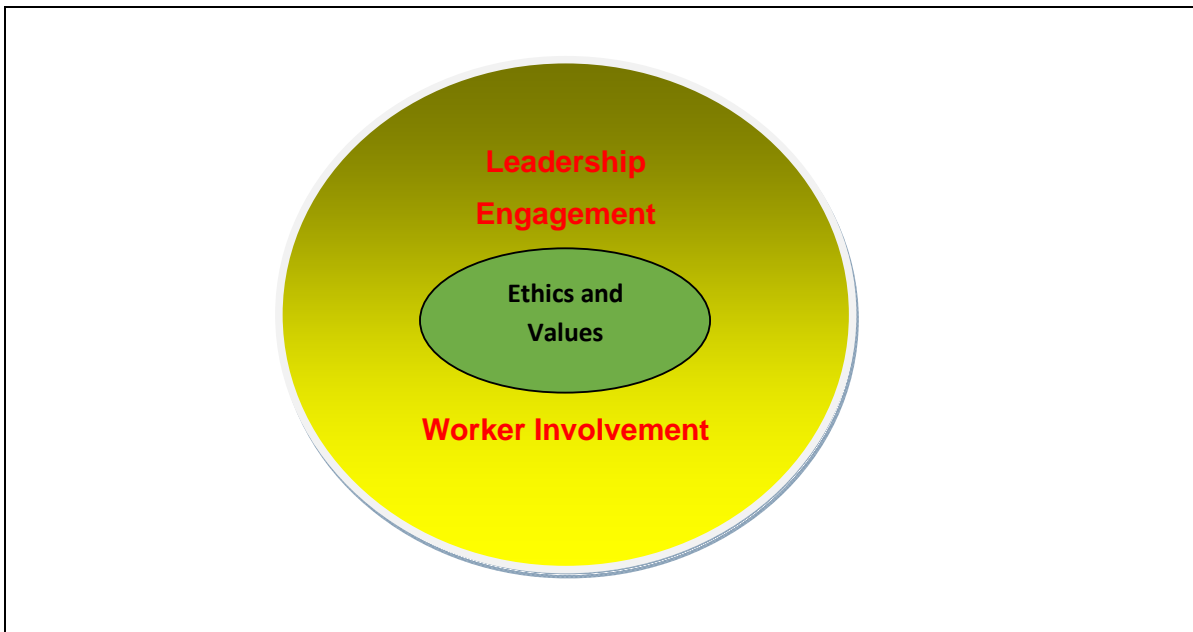 Leadership
Engagement
Ethics and
Values
Worker Involvement